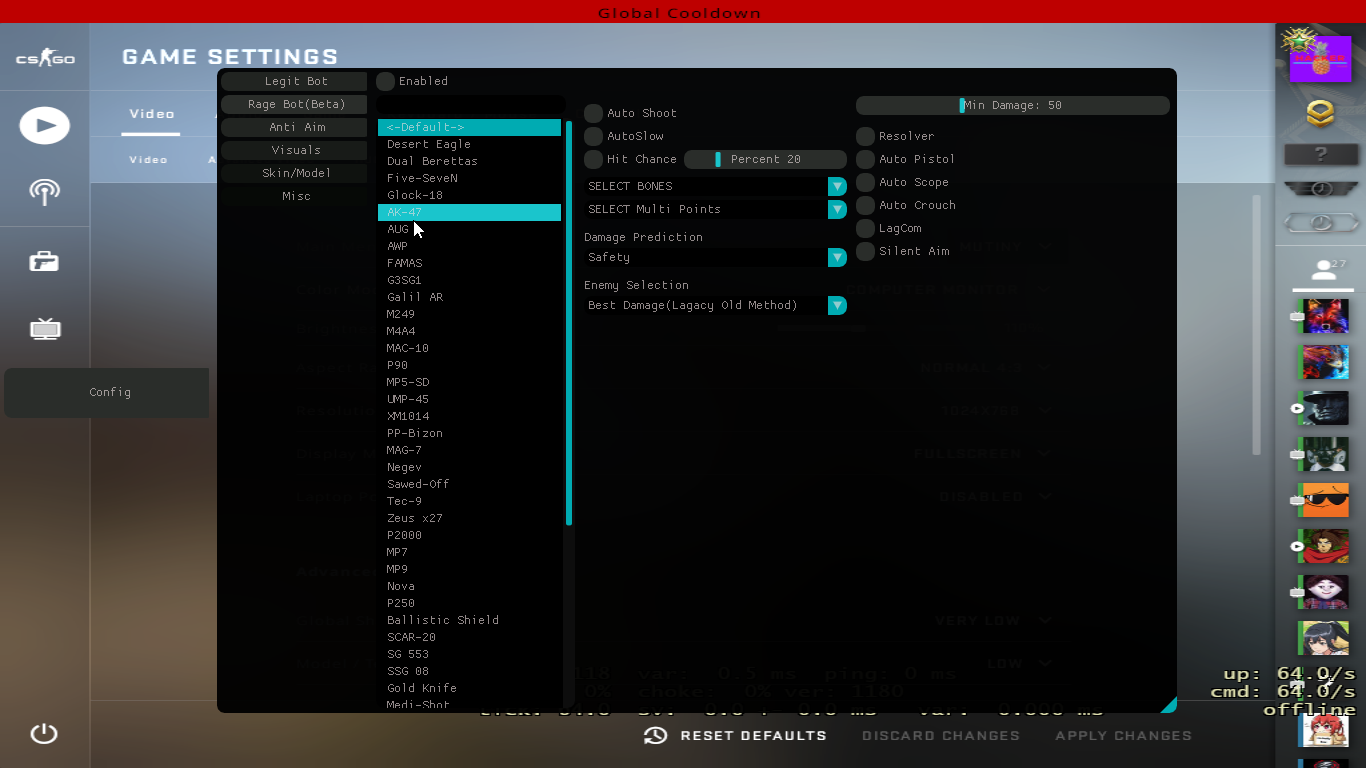 Global Cooldown
CS:GO
GAME SETTINGS
Video
Video
Legit Bot
Rage Bot(Beta)
Anti Aim
Visuals
Skin/Model
Misc
Config
Enabled
<-Default->
Desert Eagle
Dual Berettas
Five-SeveN
Glock-18
AK-47
AUG
AWP
FAMAS
G3SG1
Galil AR
M249
M4A4
MAC-10
P90
MP5-SD
UMP-45
XM1014
PP-Bizon
MAG-7
Negev
Sawed-Off
Tec-9
Zeus x27
P2000
MP7
MP9
Nova
P250
Ballistic Shield
SCAR-20
SG 553
SSG 08
Gold Knife
Medi-Shot
Auto Shoot
AutoSlow
Hit Chance
Percent 20
SELECT BONES
SELECT Multi Points
Damage Prediction
Safety
Enemy Selection
Best Damage(Lagacy Old Method)
Min Damage: 50
Resolver
Auto Pistol
Auto Scope
Auto Crouch
LagCom
Silent Aim
COMPUTER MONITOR
NORMAL 4:3
1024X768
FULLSCREEN
DISABLED
VERY LOW
LOW
var: 0.5 ms ping: 0 ms
0% choke: 0% ver: 1180
up: 64.0/s
cmd: 64.0/s
offline
RESET DEFAULTS
DISCARD CHANGES
APPLY CHANGES
?
27